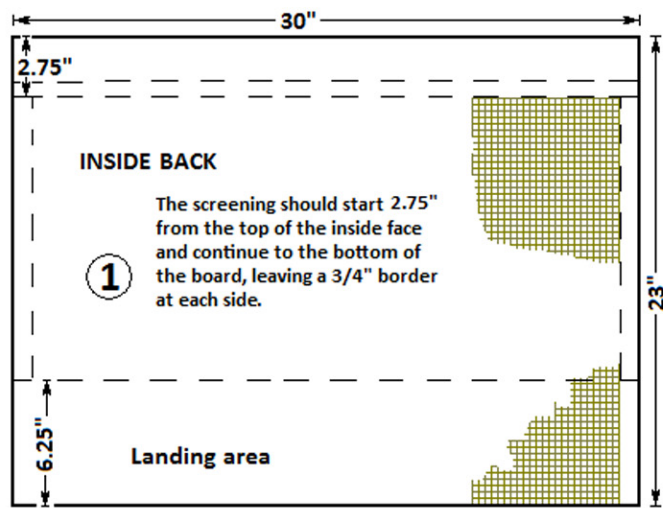 30"
2.75"
INSIDE BACK
The screening should start 2.75"
from the top of the inside face
and continue to the bottom of
the board, leaving a 3/4" border
at each side.
1
23"
6.25"
Landing area